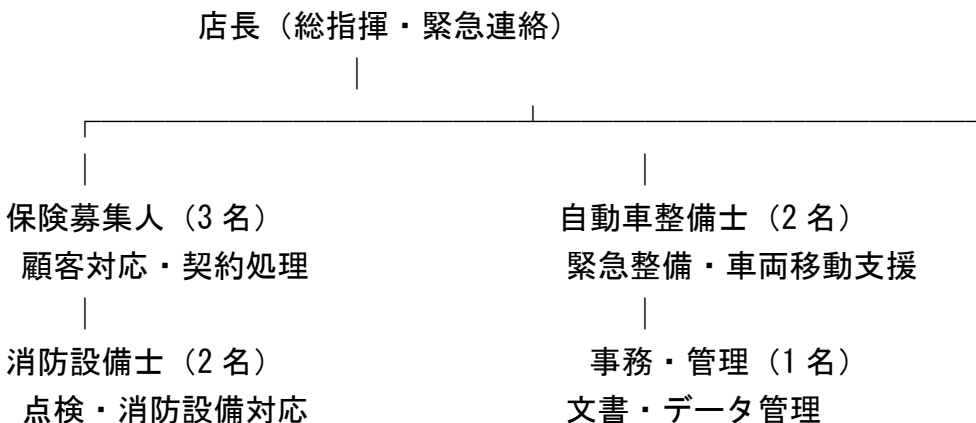 店長（総指揮・緊急連絡）
保険募集人（3 名） 自動車整備士（2 名）
顧客対応・契約処理 緊急整備・車両移動支援
消防設備士（2 名） 事務・管理（1 名）
点検・消防設備対応 文書・データ管理